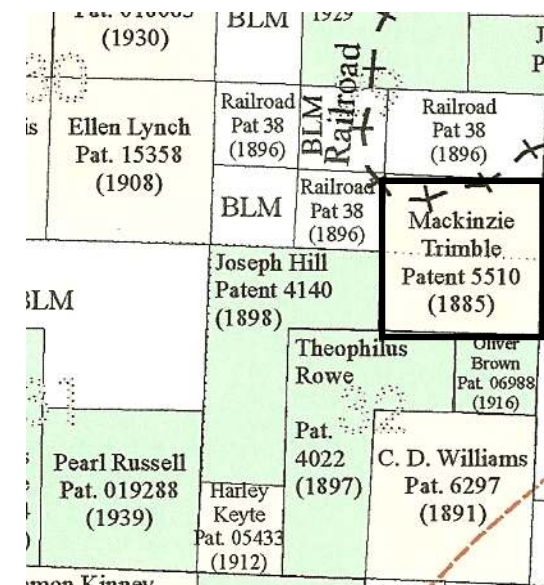 (1930)
BLM
1929
Ellen Lynch
Pat. 15358
(1908)
Railroad
Pat 38
(1896)
BLM
Railroad
Railroad
Pat 38
(1896)
BLM
Railroad
Pat 38
(1896)
Mackinzie
Trimble
Patent 5510
(1885)
Joseph Hill
Patent 4140
(1898)
BLM
Theophilus
Rowe
Pat.
4022
(1897)
Oliver
Brown
Pat. 06988
(1916)
32
C. D. Williams
Pat. 6297
(1891)
Pearl Russell
Pat. 019288
(1939)
Harley
Keyte
Pat. 05433
(1912)
Kinney